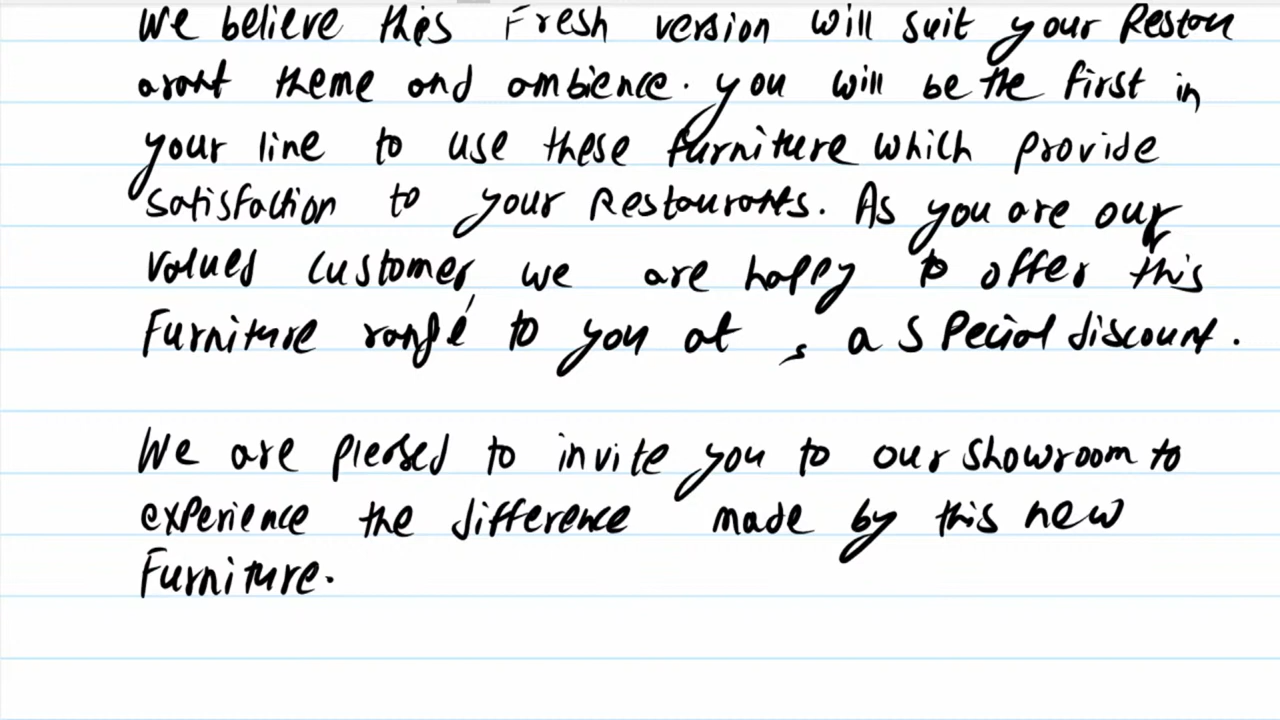 We believe this Fresh version will suit your Restau
arant theme and ambience. you will be the first in
your line to use these furniture which provide
satisfaction to your Restaurants. As you are our
valued customer, we are happy to offer this
Furniture range to you at , a special discount.
We are pleased to invite you to our showroom to
experience the difference made by this new
Furniture.